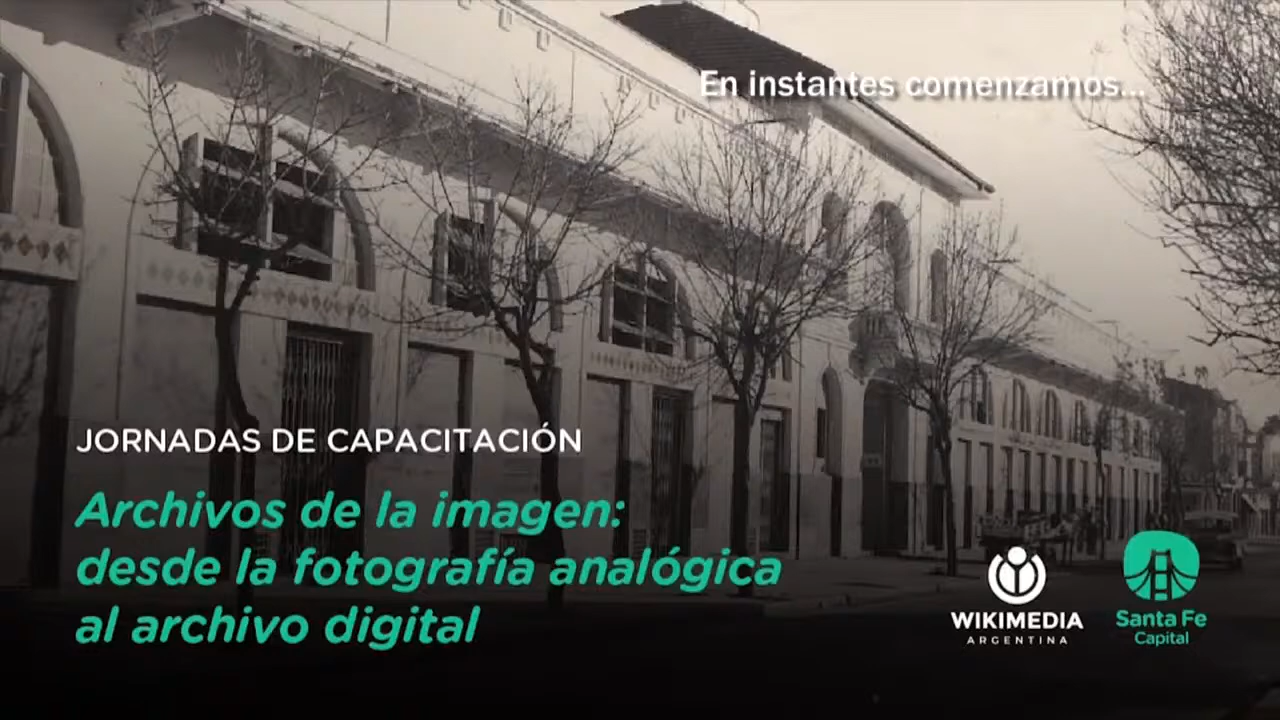 En instantes comenzamos...
JORNADAS DE CAPACITACIÓN
Archivos de la imagen:
desde la fotografía analógica
al archivo digital
WIKIMEDIA
ARGENTINA
Santa Fe
Capital